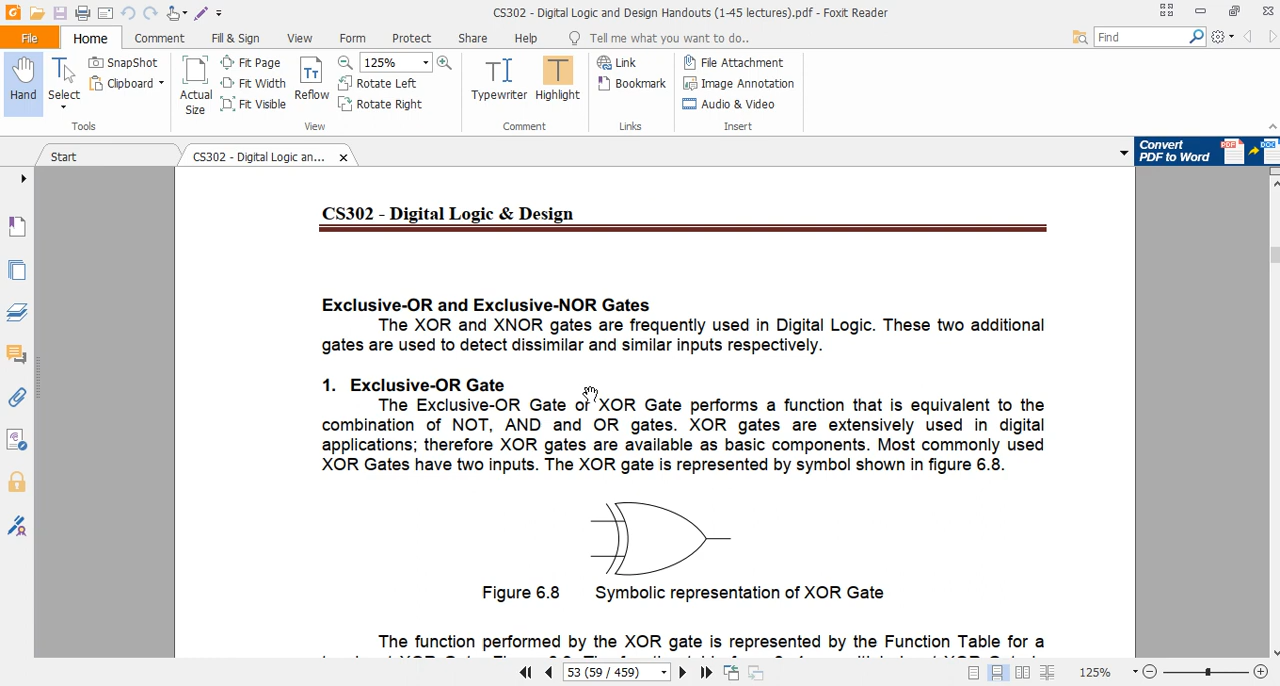 CS302 - Digital Logic and Design Handouts (1-45 lectures).pdf - Foxit Reader
File Home Comment Fill & Sign View Form Protect Share Help Tell me what you want to do.. Find
Hand Select SnapShot Clipboard Actual Size Fit Page Fit Width Fit Visible Reflow 125% Rotate Left Rotate Right Typewriter Highlight Link Bookmark File Attachment Image Annotation Audio & Video
Tools View Comment Links Insert
Start CS302 - Digital Logic an... Convert PDF to Word PDF DOC
CS302 - Digital Logic & Design
Exclusive-OR and Exclusive-NOR Gates
The XOR and XNOR gates are frequently used in Digital Logic. These two additional
gates are used to detect dissimilar and similar inputs respectively.
1. Exclusive-OR Gate
The Exclusive-OR Gate or XOR Gate performs a function that is equivalent to the
combination of NOT, AND and OR gates. XOR gates are extensively used in digital
applications; therefore XOR gates are available as basic components. Most commonly used
XOR Gates have two inputs. The XOR gate is represented by symbol shown in figure 6.8.
Figure 6.8 Symbolic representation of XOR Gate
The function performed by the XOR gate is represented by the Function Table for a
53 (59 / 459) 125%